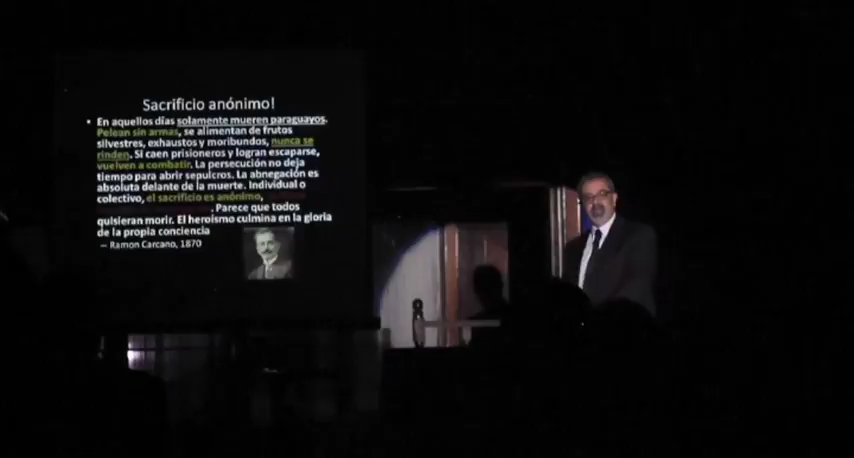 Sacrificio anónimo!
• En aquellos días solamente mueren paraguayos.
Pelean sin armas, se alimentan de frutos
silvestres, exhaustos y moribundos, nunca se
rinden. Si caen prisioneros y logran escaparse,
vuelven a combatir. La persecución no deja
tiempo para abrir sepulcros. La abnegación es
absoluta delante de la muerte. Individual o
colectivo, el sacrificio es anónimo,
. Parece que todos
quisieran morir. El heroísmo culmina en la gloria
de la propia conciencia
– Ramon Carcano, 1870